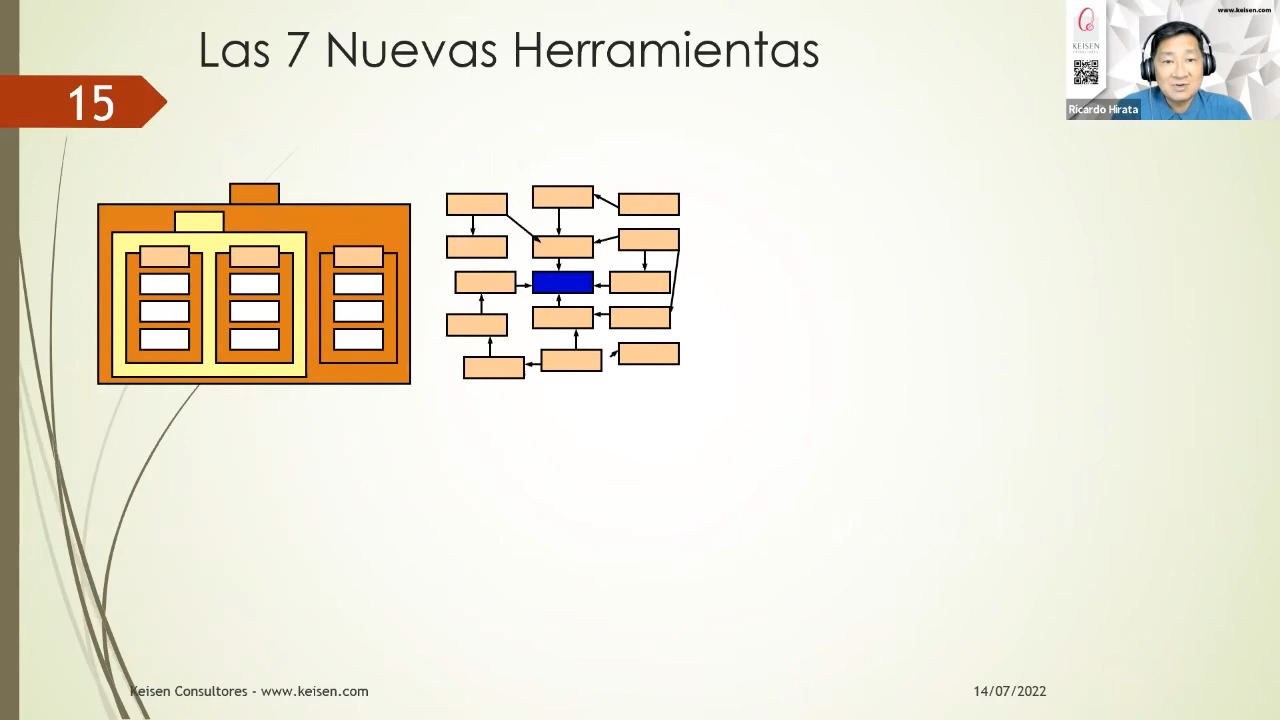 Las 7 Nuevas Herramientas
15
www.keisen.com
KEISEN
Ricardo Hirata
Keisen Consultores - www.keisen.com
14/07/2022